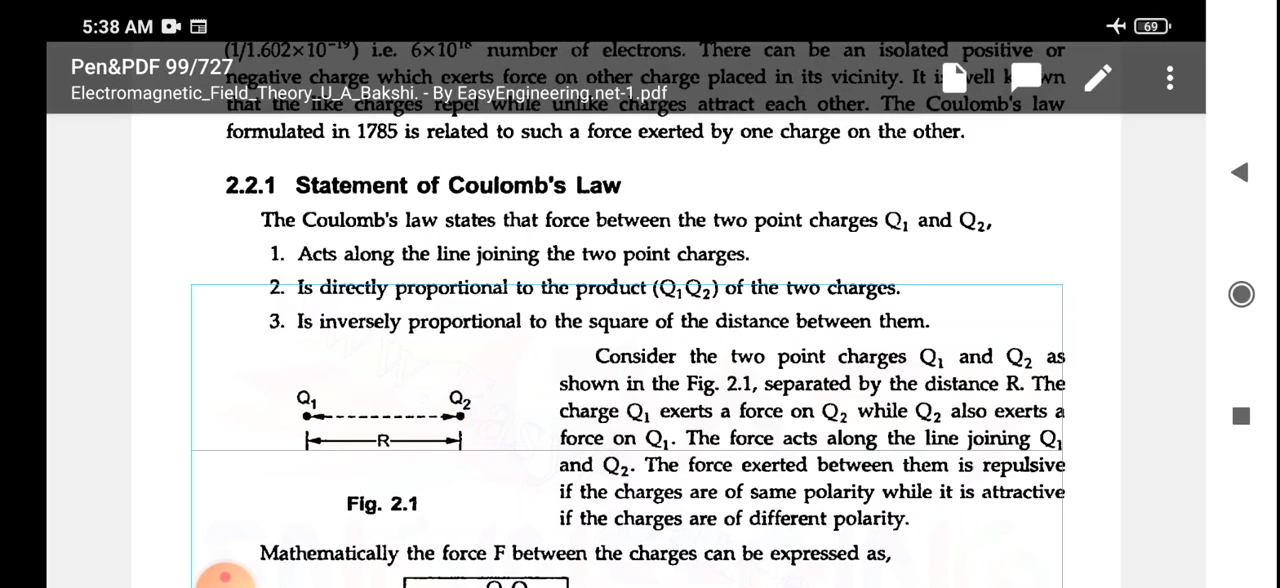 5:38 AM
69
(1/1.602×10⁻¹⁹) i.e. 6×10¹⁸ number of electrons. There can be an isolated positive or
Pen&PDF 99/727
negative charge which exerts force on other charge placed in its vicinity. It
Electromagnetic_Field_Theory_U_A_Bakshi. - By EasyEngineering.net-1.pdf
that the like charges repel while unlike charges attract each other. The Coulomb's law
formulated in 1785 is related to such a force exerted by one charge on the other.
2.2.1 Statement of Coulomb's Law
The Coulomb's law states that force between the two point charges Q₁ and Q₂,
1. Acts along the line joining the two point charges.
2. Is directly proportional to the product (Q₁Q₂) of the two charges.
3. Is inversely proportional to the square of the distance between them.
Consider the two point charges Q₁ and Q₂ as
shown in the Fig. 2.1, separated by the distance R. The
charge Q₁ exerts a force on Q₂ while Q₂ also exerts a
force on Q₁. The force acts along the line joining Q₁
and Q₂. The force exerted between them is repulsive
if the charges are of same polarity while it is attractive
if the charges are of different polarity.
Q₁ Q₂
R
Fig. 2.1
Mathematically the force F between the charges can be expressed as,